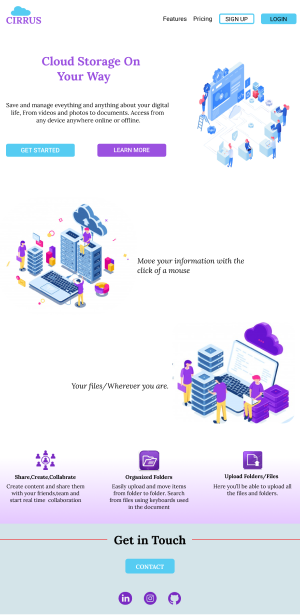 CIRRUS
Features Pricing SIGN UP LOGIN
Cloud Storage On
Your Way
Save and manage eveything and anything about your digital
life, From videos and photos to documents. Access from
any device anywhere online or offline.
GET STARTED LEARN MORE
Move your information with the
click of a mouse
Your files/Wherever you are.
Share,Create,Collabrate
Create content and share them
with your friends,team and
start real time collaboration
Organized Folders
Easily upload and move items
from folder to folder. Search
from files using keyboards used
in the document
Upload Folders/Files
Here you'll be able to upload all
the files and folders.
Get in Touch
CONTACT